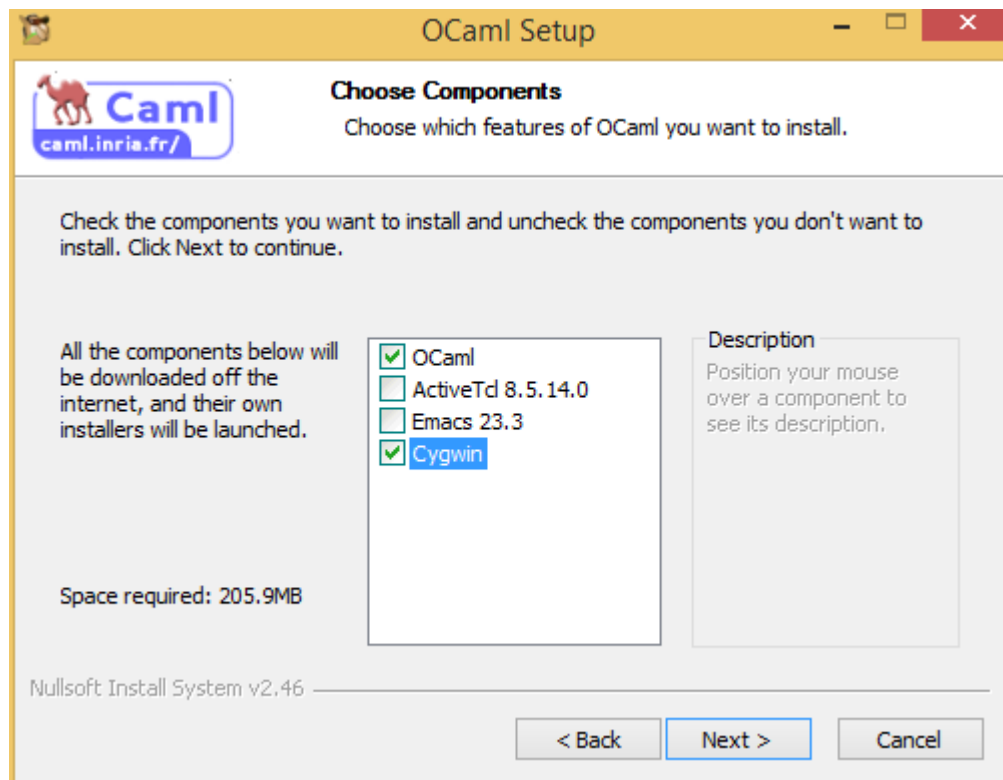 OCaml Setup
Caml
caml.inria.fr/
Choose Components
Choose which features of OCaml you want to install.
Check the components you want to install and uncheck the components you don't want to
install. Click Next to continue.
All the components below will
be downloaded off the
internet, and their own
installers will be launched.
OCaml
ActiveTcl 8.5.14.0
Emacs 23.3
Cygwin
Description
Position your mouse
over a component to
see its description.
Space required: 205.9MB
Nullsoft Install System v2.46
< Back
Next >
Cancel